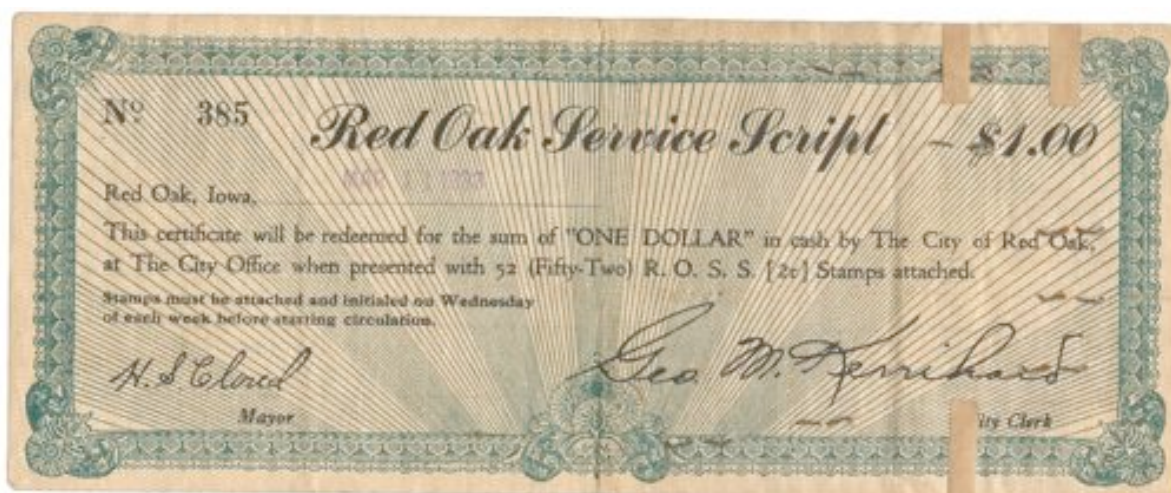 Nº 385
Red Oak Service Script - $1.00
Red Oak, Iowa,
This certificate will be redeemed for the sum of "ONE DOLLAR" in cash by The City of Red Oak,
at The City Office when presented with 52 (Fifty-Two) R. O. S. S. [2c] Stamps attached.
Stamps must be attached and initialed on Wednesday
of each week before starting circulation.
H. S Geo. M.
Mayor ity Clerk